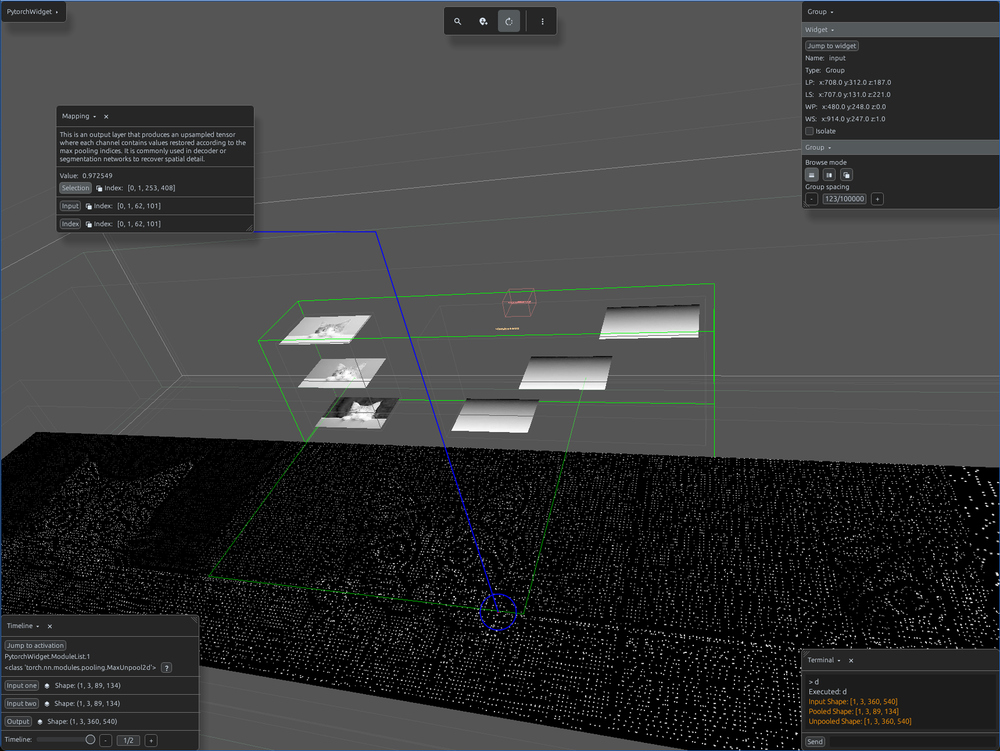 PytorchWidget
Group
Widget
Jump to widget
Name: input
Type: Group
LP: x:708.0 y:312.0 z:187.0
LS: x:707.0 y:131.0 z:221.0
WP: x:480.0 y:248.0 z:0.0
WS: x:914.0 y:247.0 z:1.0
Isolate
Group
Browse mode
Group spacing
- 123/100000 +
Mapping
This is an output layer that produces an upsampled tensor
where each channel contains values restored according to the
max pooling indices. It is commonly used in decoder or
segmentation networks to recover spatial detail.
Value: 0.972549
Selection Index: [0, 1, 253, 408]
Input Index: [0, 1, 62, 101]
Index Index: [0, 1, 62, 101]
Timeline
Jump to activation
PytorchWidget.ModuleList.1
<class 'torch.nn.modules.pooling.MaxUnpool2d'> ?
Input one Shape: (1, 3, 89, 134)
Input two Shape: (1, 3, 89, 134)
Output Shape: (1, 3, 360, 540)
Timeline: - 1/2 +
Terminal
> d
Executed: d
Input Shape: [1, 3, 360, 540]
Pooled Shape: [1, 3, 89, 134]
Unpooled Shape: [1, 3, 360, 540]
Send